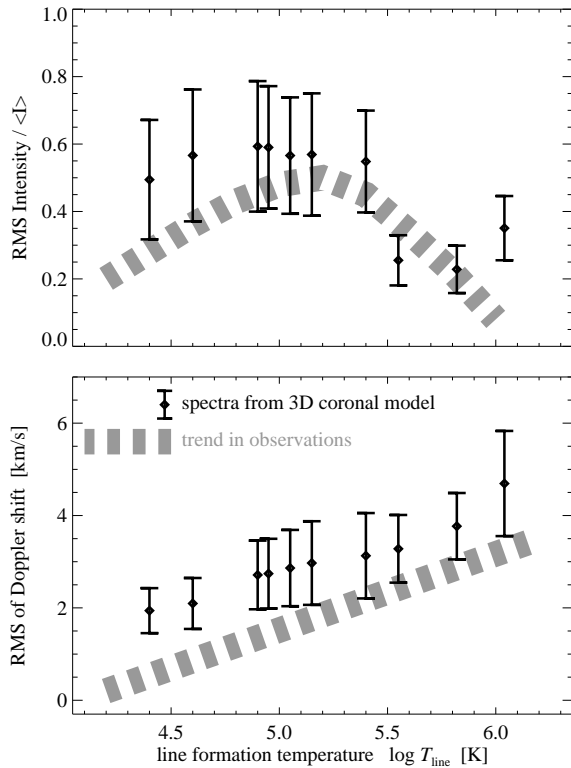 RMS Intensity / <I>
1.0
0.8
0.6
0.4
0.2
0.0
RMS of Doppler shift [km/s]
6
4
2
0
spectra from 3D coronal model
trend in observations
4.5 5.0 5.5 6.0
line formation temperature log T_line [K]